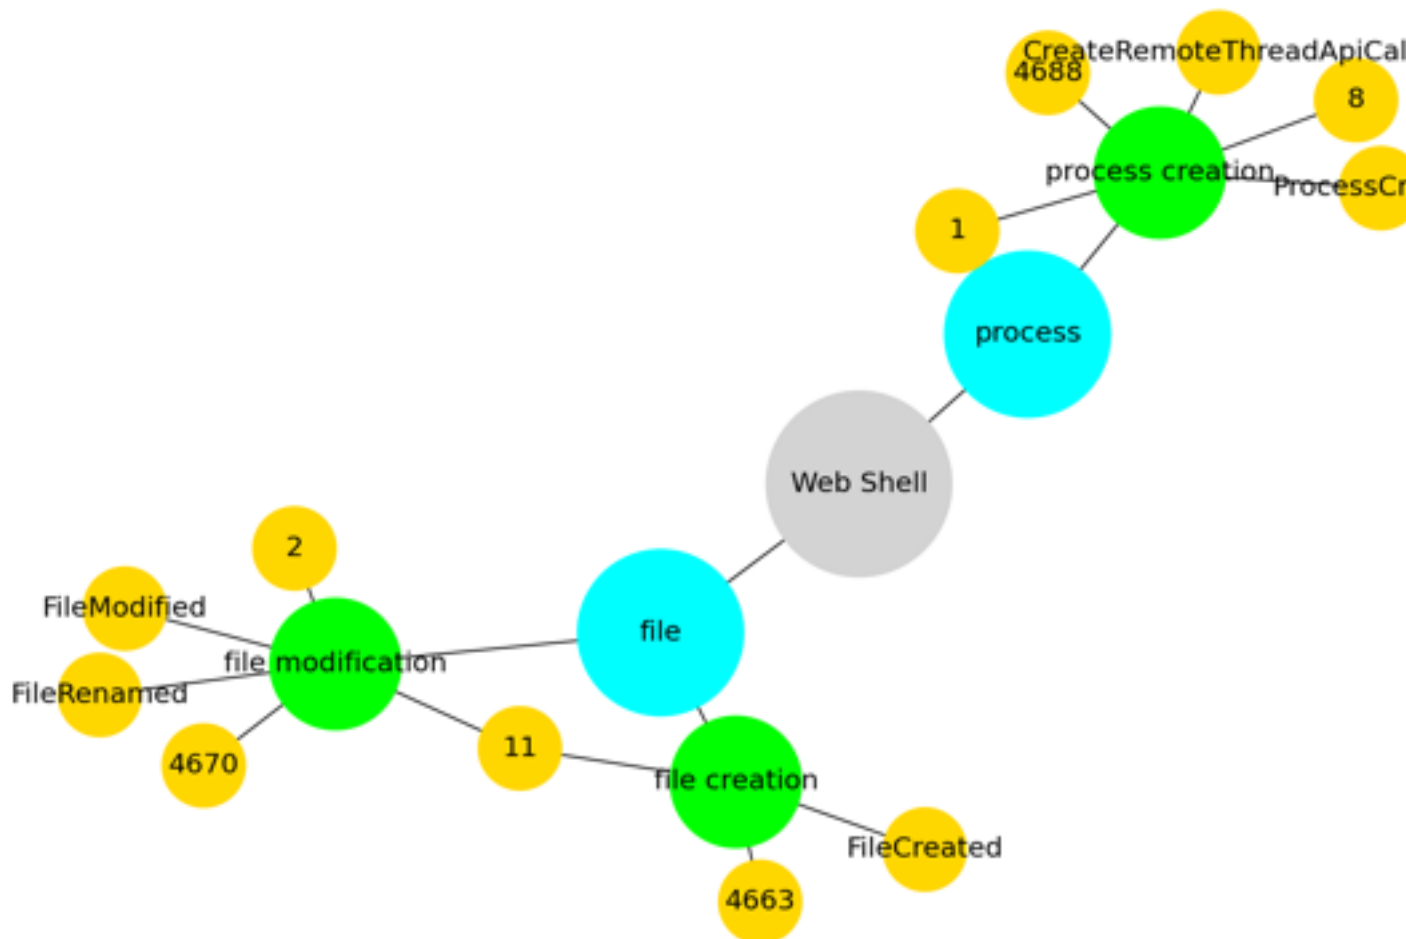 CreateRemoteThreadApiCal
4688
8
process creation
ProcessCr
1
process
Web Shell
2
FileModified
file
file modification
FileRenamed
11
4670
file creation
FileCreated
4663